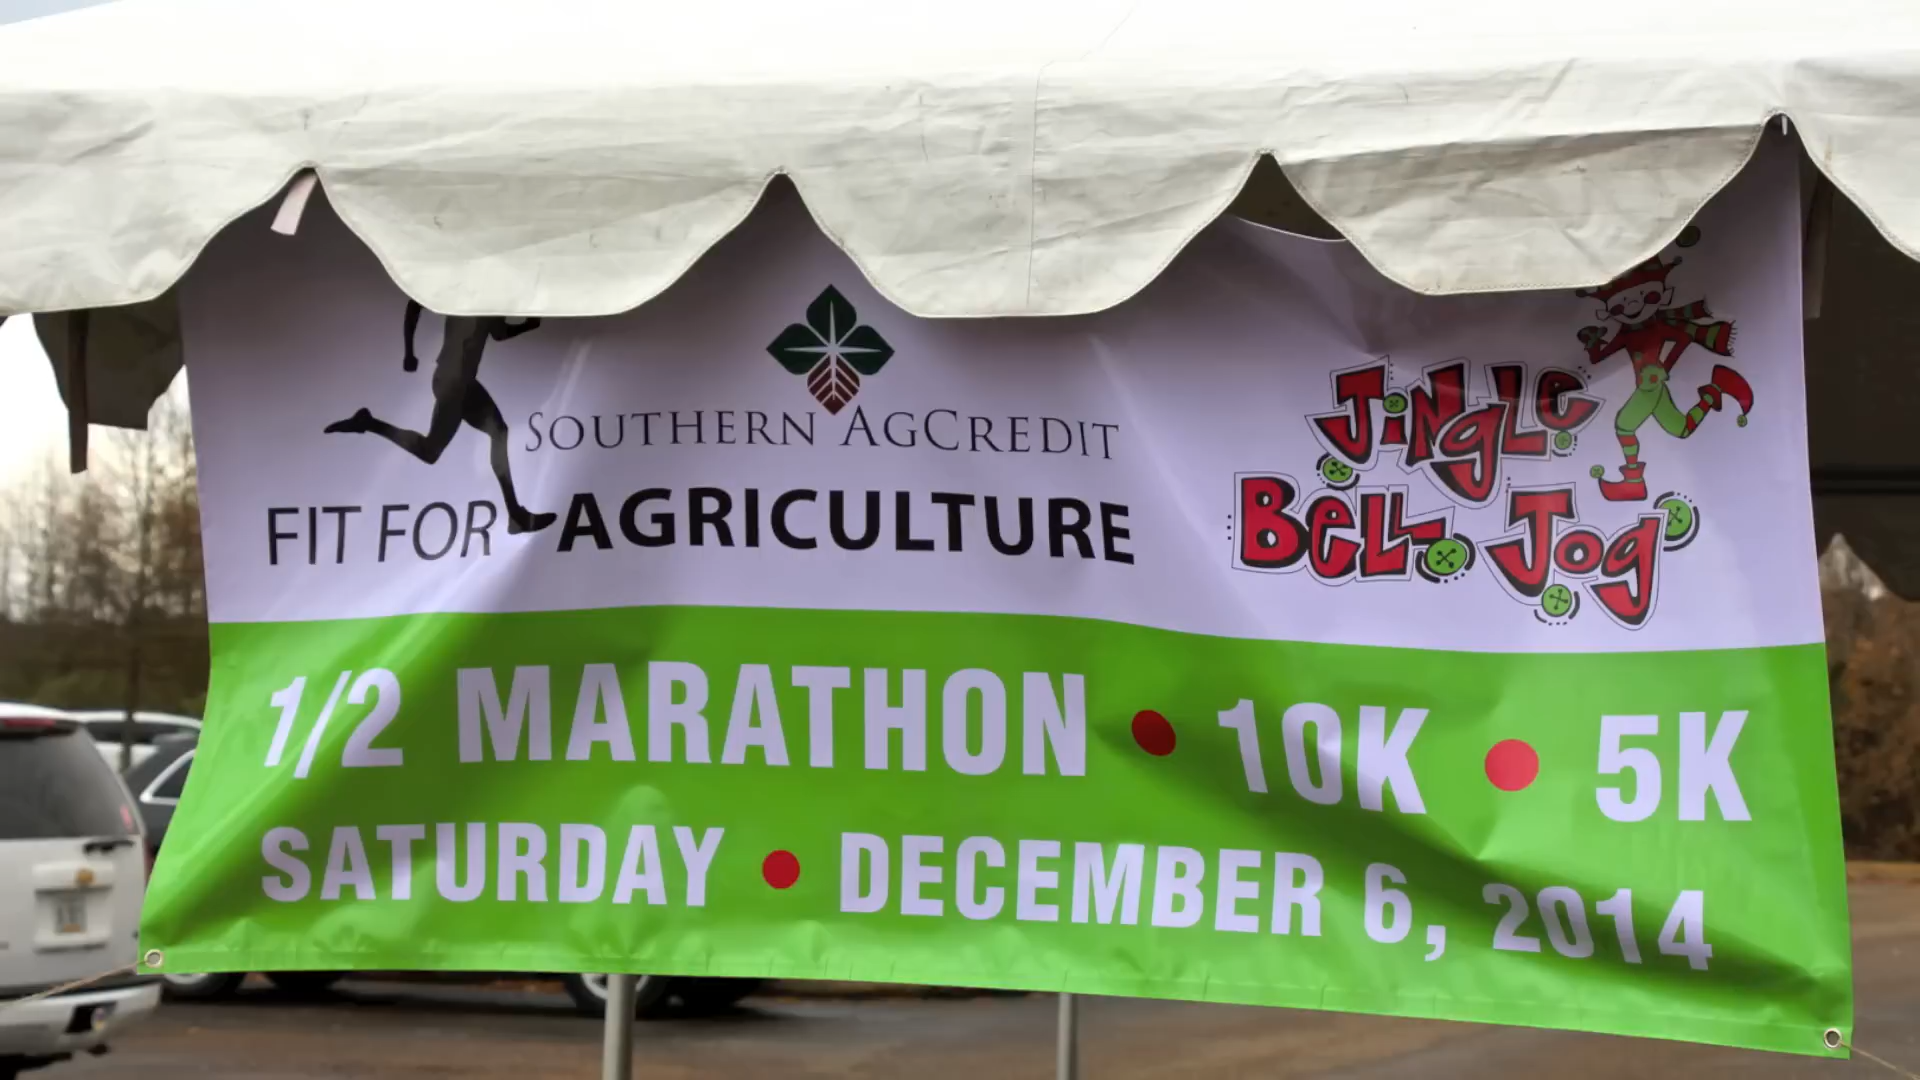 SOUTHERN AGCREDIT
FIT FOR AGRICULTURE
JiNgLe
BeLL Jog
1/2 MARATHON • 10K • 5K
SATURDAY • DECEMBER 6, 2014